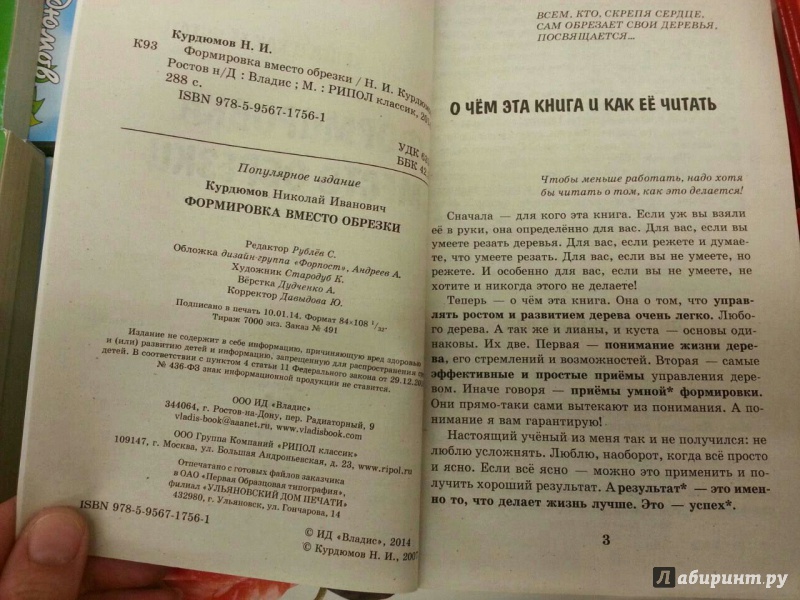 Курдюмов Н. И.
К93
Формировка вместо обрезки / Н. И. Курдюмов
Ростов н/Д : Владис ; М. : РИПОЛ классик,
288 с.
ISBN 978-5-9567-1756-1
УДК
ББК 42.
Популярное издание
Курдюмов Николай Иванович
ФОРМИРОВКА ВМЕСТО ОБРЕЗКИ
Редактор Рублёв С.
Обложка дизайн-группа «Форпост», Андреев А.
Художник Стародуб К.
Вёрстка Дудченко А.
Корректор Давыдова Ю.
Подписано в печать 10.01.14. Формат 84×108 1/32.
Тираж 7000 экз. Заказ № 491
Издание не содержит в себе информацию, причиняющую вред здоровью
и (или) развитию детей и информацию, запрещенную для распространения
детей. В соответствии с пунктом 4 статьи 11 Федерального закона от 29.12.
№ 436-ФЗ знак информационной продукции не ставится.
ООО ИД «Владис»
344064, г. Ростов-на-Дону, пер. Радиаторный, 9
vladis-book@aaanet.ru, www.vladisbook.com
ООО Группа Компаний «РИПОЛ классик»
109147, г. Москва, ул. Большая Андроньевская, д. 23, www.ripol.ru
Отпечатано с готовых файлов заказчика
в ОАО «Первая Образцовая типография»,
филиал «УЛЬЯНОВСКИЙ ДОМ ПЕЧАТИ»
432980, г. Ульяновск, ул. Гончарова, 14
ISBN 978-5-9567-1756-1
© ИД «Владис», 2014
© Курдюмов Н. И.,
ВСЕМ, КТО, СКРЕПЯ СЕРДЦЕ,
САМ ОБРЕЗАЕТ СВОИ ДЕРЕВЬЯ,
ПОСВЯЩАЕТСЯ...
О ЧЁМ ЭТА КНИГА И КАК ЕЁ ЧИТАТЬ
Чтобы меньше работать, надо хотя
бы читать о том, как это делается!
Сначала — для кого эта книга. Если уж вы взяли
её в руки, она определённо для вас. Для вас, если вы
умеете резать деревья. Для вас, если режете и думае-
те, что умеете резать. Для вас, если вы не умеете, но
режете. И особенно для вас, если вы не умеете, не
хотите и никогда этого не делаете!
Теперь — о чём эта книга. Она о том, что управ-
лять ростом и развитием дерева очень легко. Любо-
го дерева. А так же и лианы, и куста — основы оди-
наковы. Их две. Первая — понимание жизни дере-
ва, его стремлений и возможностей. Вторая — самые
эффективные и простые приёмы управления дере-
вом. Иначе говоря — приёмы умной* формировки.
Они прямо-таки сами вытекают из понимания. А по-
нимание я вам гарантирую!
Настоящий учёный из меня так и не получился: не
люблю усложнять. Люблю, наоборот, когда всё просто
и ясно. Если всё ясно — можно это применить и по-
лучить хороший результат. А результат* — это имен-
но то, что делает жизнь лучше. Это — успех*.
3
Лабиринт.ру